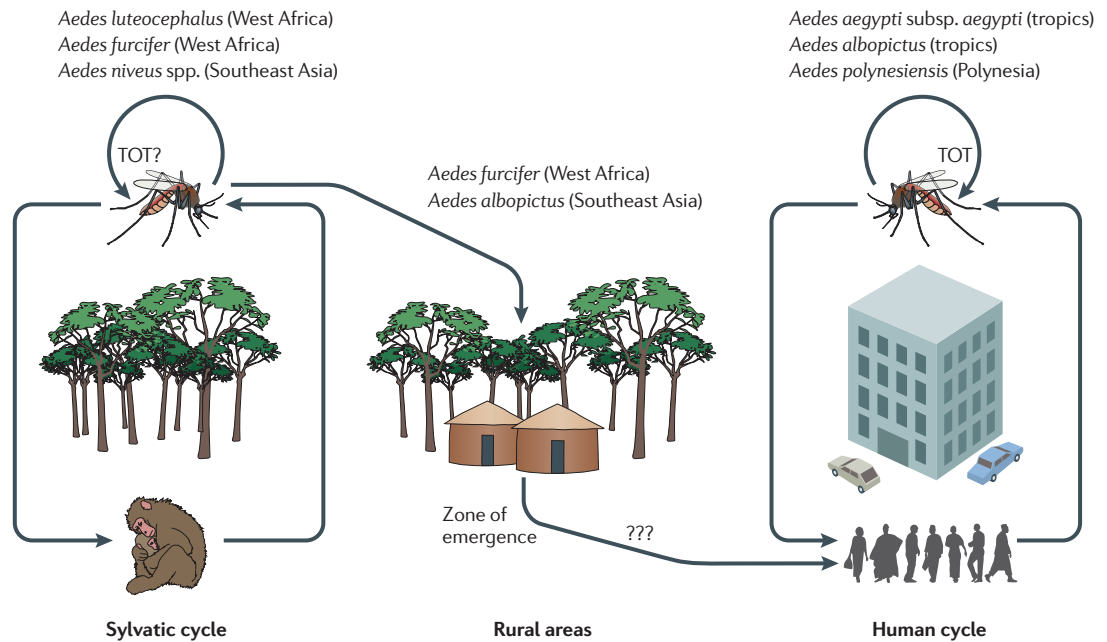 Aedes luteocephalus (West Africa)
Aedes furcifer (West Africa)
Aedes niveus spp. (Southeast Asia)
TOT?
Aedes furcifer (West Africa)
Aedes albopictus (Southeast Asia)
Aedes aegypti subsp. aegypti (tropics)
Aedes albopictus (tropics)
Aedes polynesiensis (Polynesia)
TOT
Zone of
emergence
???
Sylvatic cycle
Rural areas
Human cycle